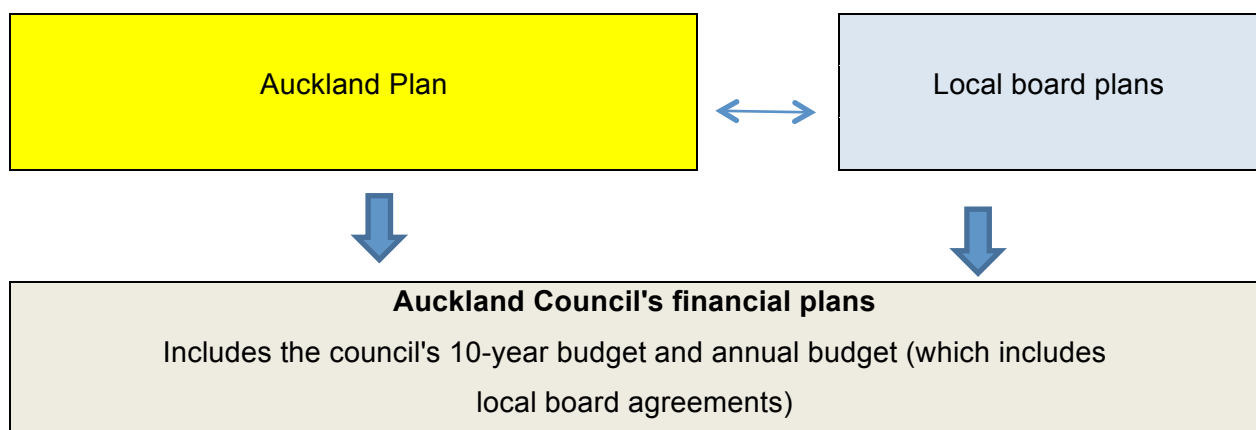 Auckland Plan
Local board plans
Auckland Council's financial plans
Includes the council's 10-year budget and annual budget (which includes
local board agreements)